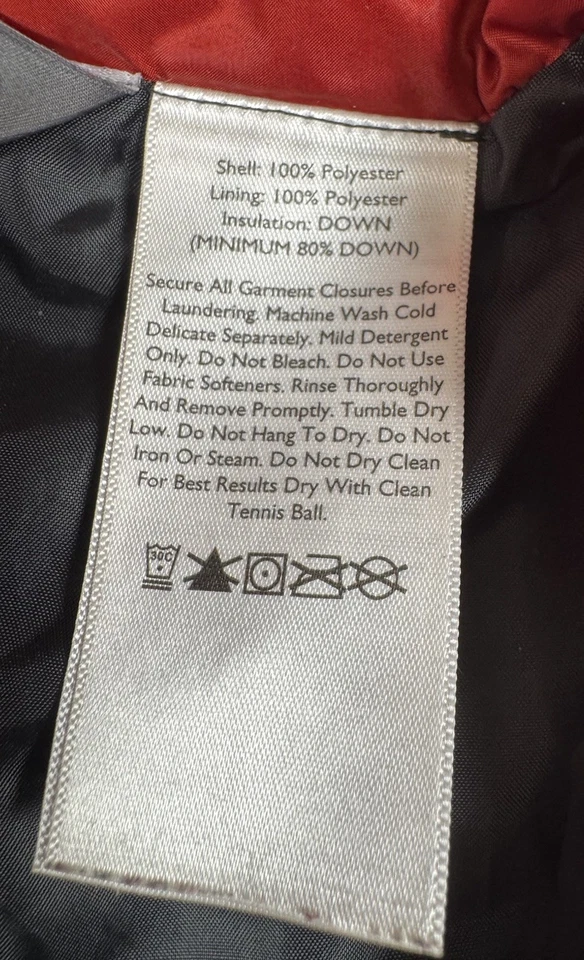 Shell: 100% Polyester
Lining: 100% Polyester
Insulation: DOWN
(MINIMUM 80% DOWN)
Secure All Garment Closures Before
Laundering. Machine Wash Cold
Delicate Separately. Mild Detergent
Only. Do Not Bleach. Do Not Use
Fabric Softeners. Rinse Thoroughly
And Remove Promptly. Tumble Dry
Low. Do Not Hang To Dry. Do Not
Iron Or Steam. Do Not Dry Clean
For Best Results Dry With Clean
Tennis Ball.
30C